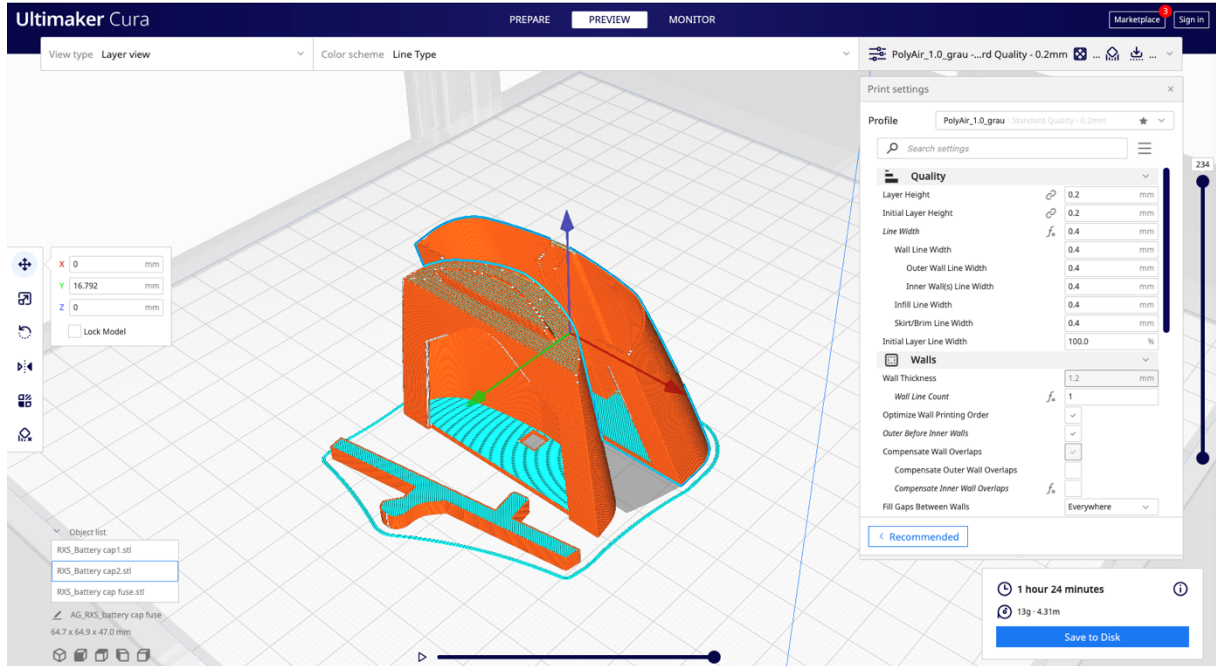 Ultimaker Cura
PREPARE PREVIEW MONITOR
3
Marketplace Sign in
View type Layer view
Color scheme Line Type
PolyAir_1.0_grau -...rd Quality - 0.2mm ... ...
Print settings
Profile PolyAir_1.0_grau - Standard Quality - 0.2mm
Search settings
234
Quality
Layer Height 0.2 mm
Initial Layer Height 0.2 mm
Line Width 0.4 mm
Wall Line Width 0.4 mm
Outer Wall Line Width 0.4 mm
Inner Wall(s) Line Width 0.4 mm
Infill Line Width 0.4 mm
Skirt/Brim Line Width 0.4 mm
Initial Layer Line Width 100.0 %
Walls
Wall Thickness 1.2 mm
Wall Line Count 1
Optimize Wall Printing Order
Outer Before Inner Walls
Compensate Wall Overlaps
Compensate Outer Wall Overlaps
Compensate Inner Wall Overlaps
Fill Gaps Between Walls Everywhere
Recommended
X 0 mm
Y 16.792 mm
Z 0 mm
Lock Model
Object list
RXS_Battery cap1.stl
RXS_Battery cap2.stl
RXS_battery cap fuse.stl
AG_RXS_battery cap fuse
64.7 x 64.9 x 47.0 mm
1 hour 24 minutes
13g · 4.31m
Save to Disk